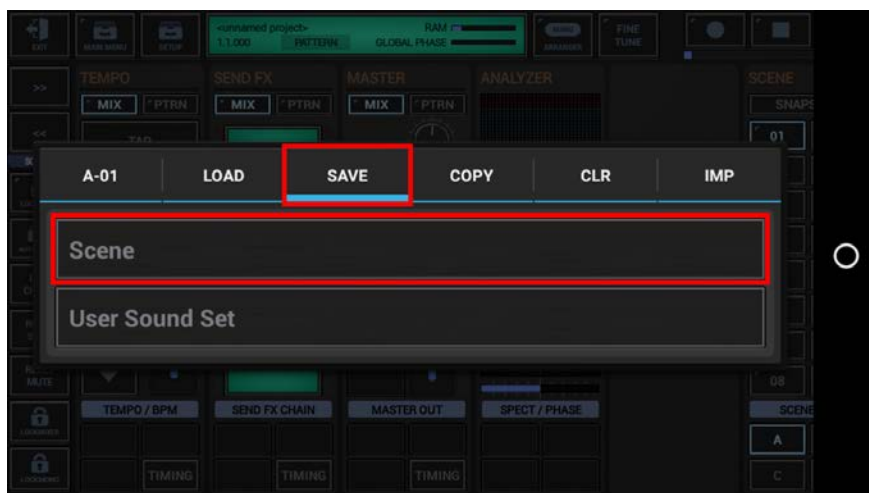 <unnamed project> RAM
EXIT MAIN MENU SETUP 1.1.000 PATTERN GLOBAL PHASE ARRANGER FINE TUNE
>> TEMPO SEND FX MASTER ANALYZER SCENE
MIX PTRN MIX PTRN MIX PTRN SNAPS
<< TAP 01
A-01 LOAD SAVE COPY CLR IMP
Scene
User Sound Set
MUTE 08
TEMPO / BPM SEND FX CHAIN MASTER OUT SPECT / PHASE SCENE
A
TIMING TIMING TIMING C